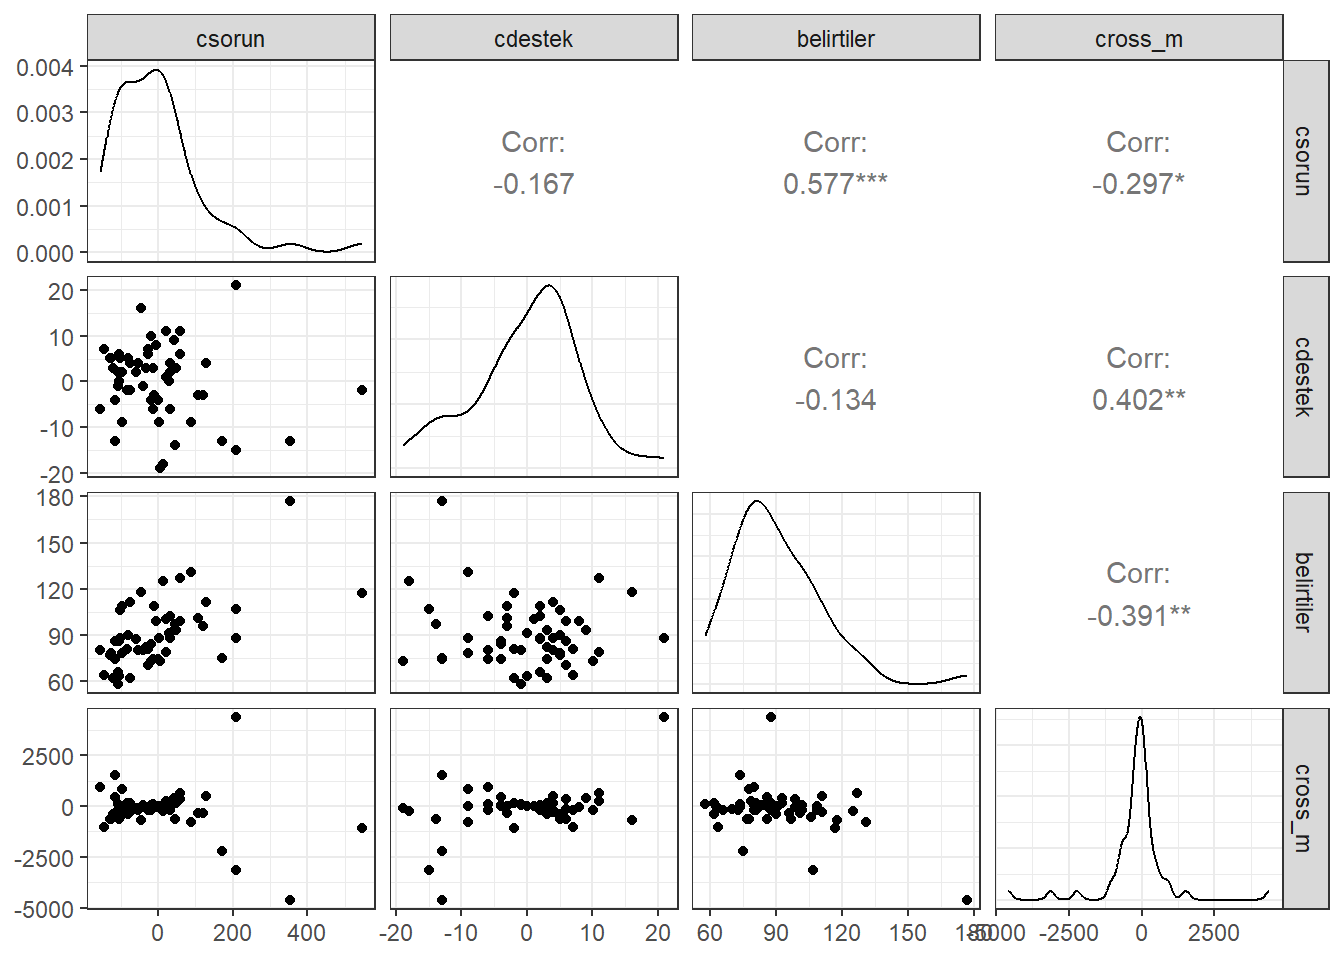 csorun
cdestek
belirtiler
cross_m
0.004
0.003
0.002
0.001
0.000
Corr:
-0.167
Corr:
0.577***
Corr:
-0.297*
csorun
20
10
0
-10
-20
Corr:
-0.134
Corr:
0.402**
cdestek
180
150
120
90
60
Corr:
-0.391**
belirtiler
2500
0
-2500
-5000
cross_m
0 200 400
-20 -10 0 10 20
60 90 120 150 180
-5000 -2500 0 2500